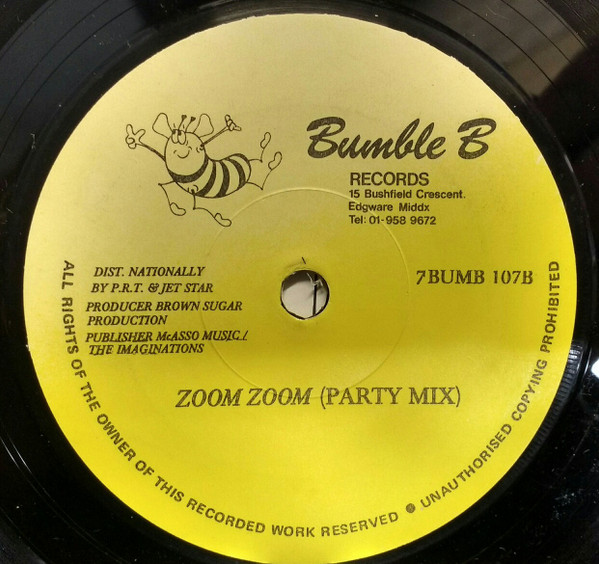 Bumble B
RECORDS
15 Bushfield Crescent.
Edgware Middx
Tel: 01-958 9672
DIST. NATIONALLY
BY P.R.T. & JET STAR
PRODUCER BROWN SUGAR
PRODUCTION
PUBLISHER McASSO MUSIC./
THE IMAGINATIONS
7BUMB 107B
ZOOM ZOOM (PARTY MIX)
ALL RIGHTS OF THE OWNER OF THIS RECORDED WORK RESERVED ● UNAUTHORISED COPYING PROHIBITED